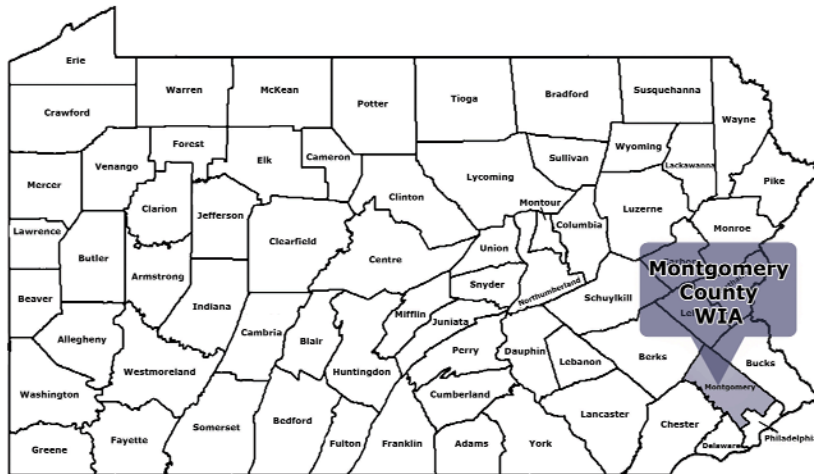 Erie
Warren
McKean
Potter
Tioga
Bradford
Susquehanna
Crawford
Wayne
Forest
Elk
Cameron
Sullivan
Wyoming
Lackawanna
Venango
Mercer
Lycoming
Pike
Clinton
Montour
Clarion
Jefferson
Columbia
Luzerne
Lawrence
Clearfield
Monroe
Butler
Centre
Union
Armstrong
Snyder
Northumberland
Montgomery
County
WIA
Beaver
Indiana
Schuylkill
Mifflin
Juniata
Allegheny
Cambria
Blair
Perry
Dauphin
Lebanon
Berks
Bucks
Westmoreland
Huntingdon
Washington
Cumberland
Montgomery
Lancaster
Somerset
Bedford
Chester
Greene
Fayette
Fulton
Franklin
Adams
York
Delaware
Philadelphi